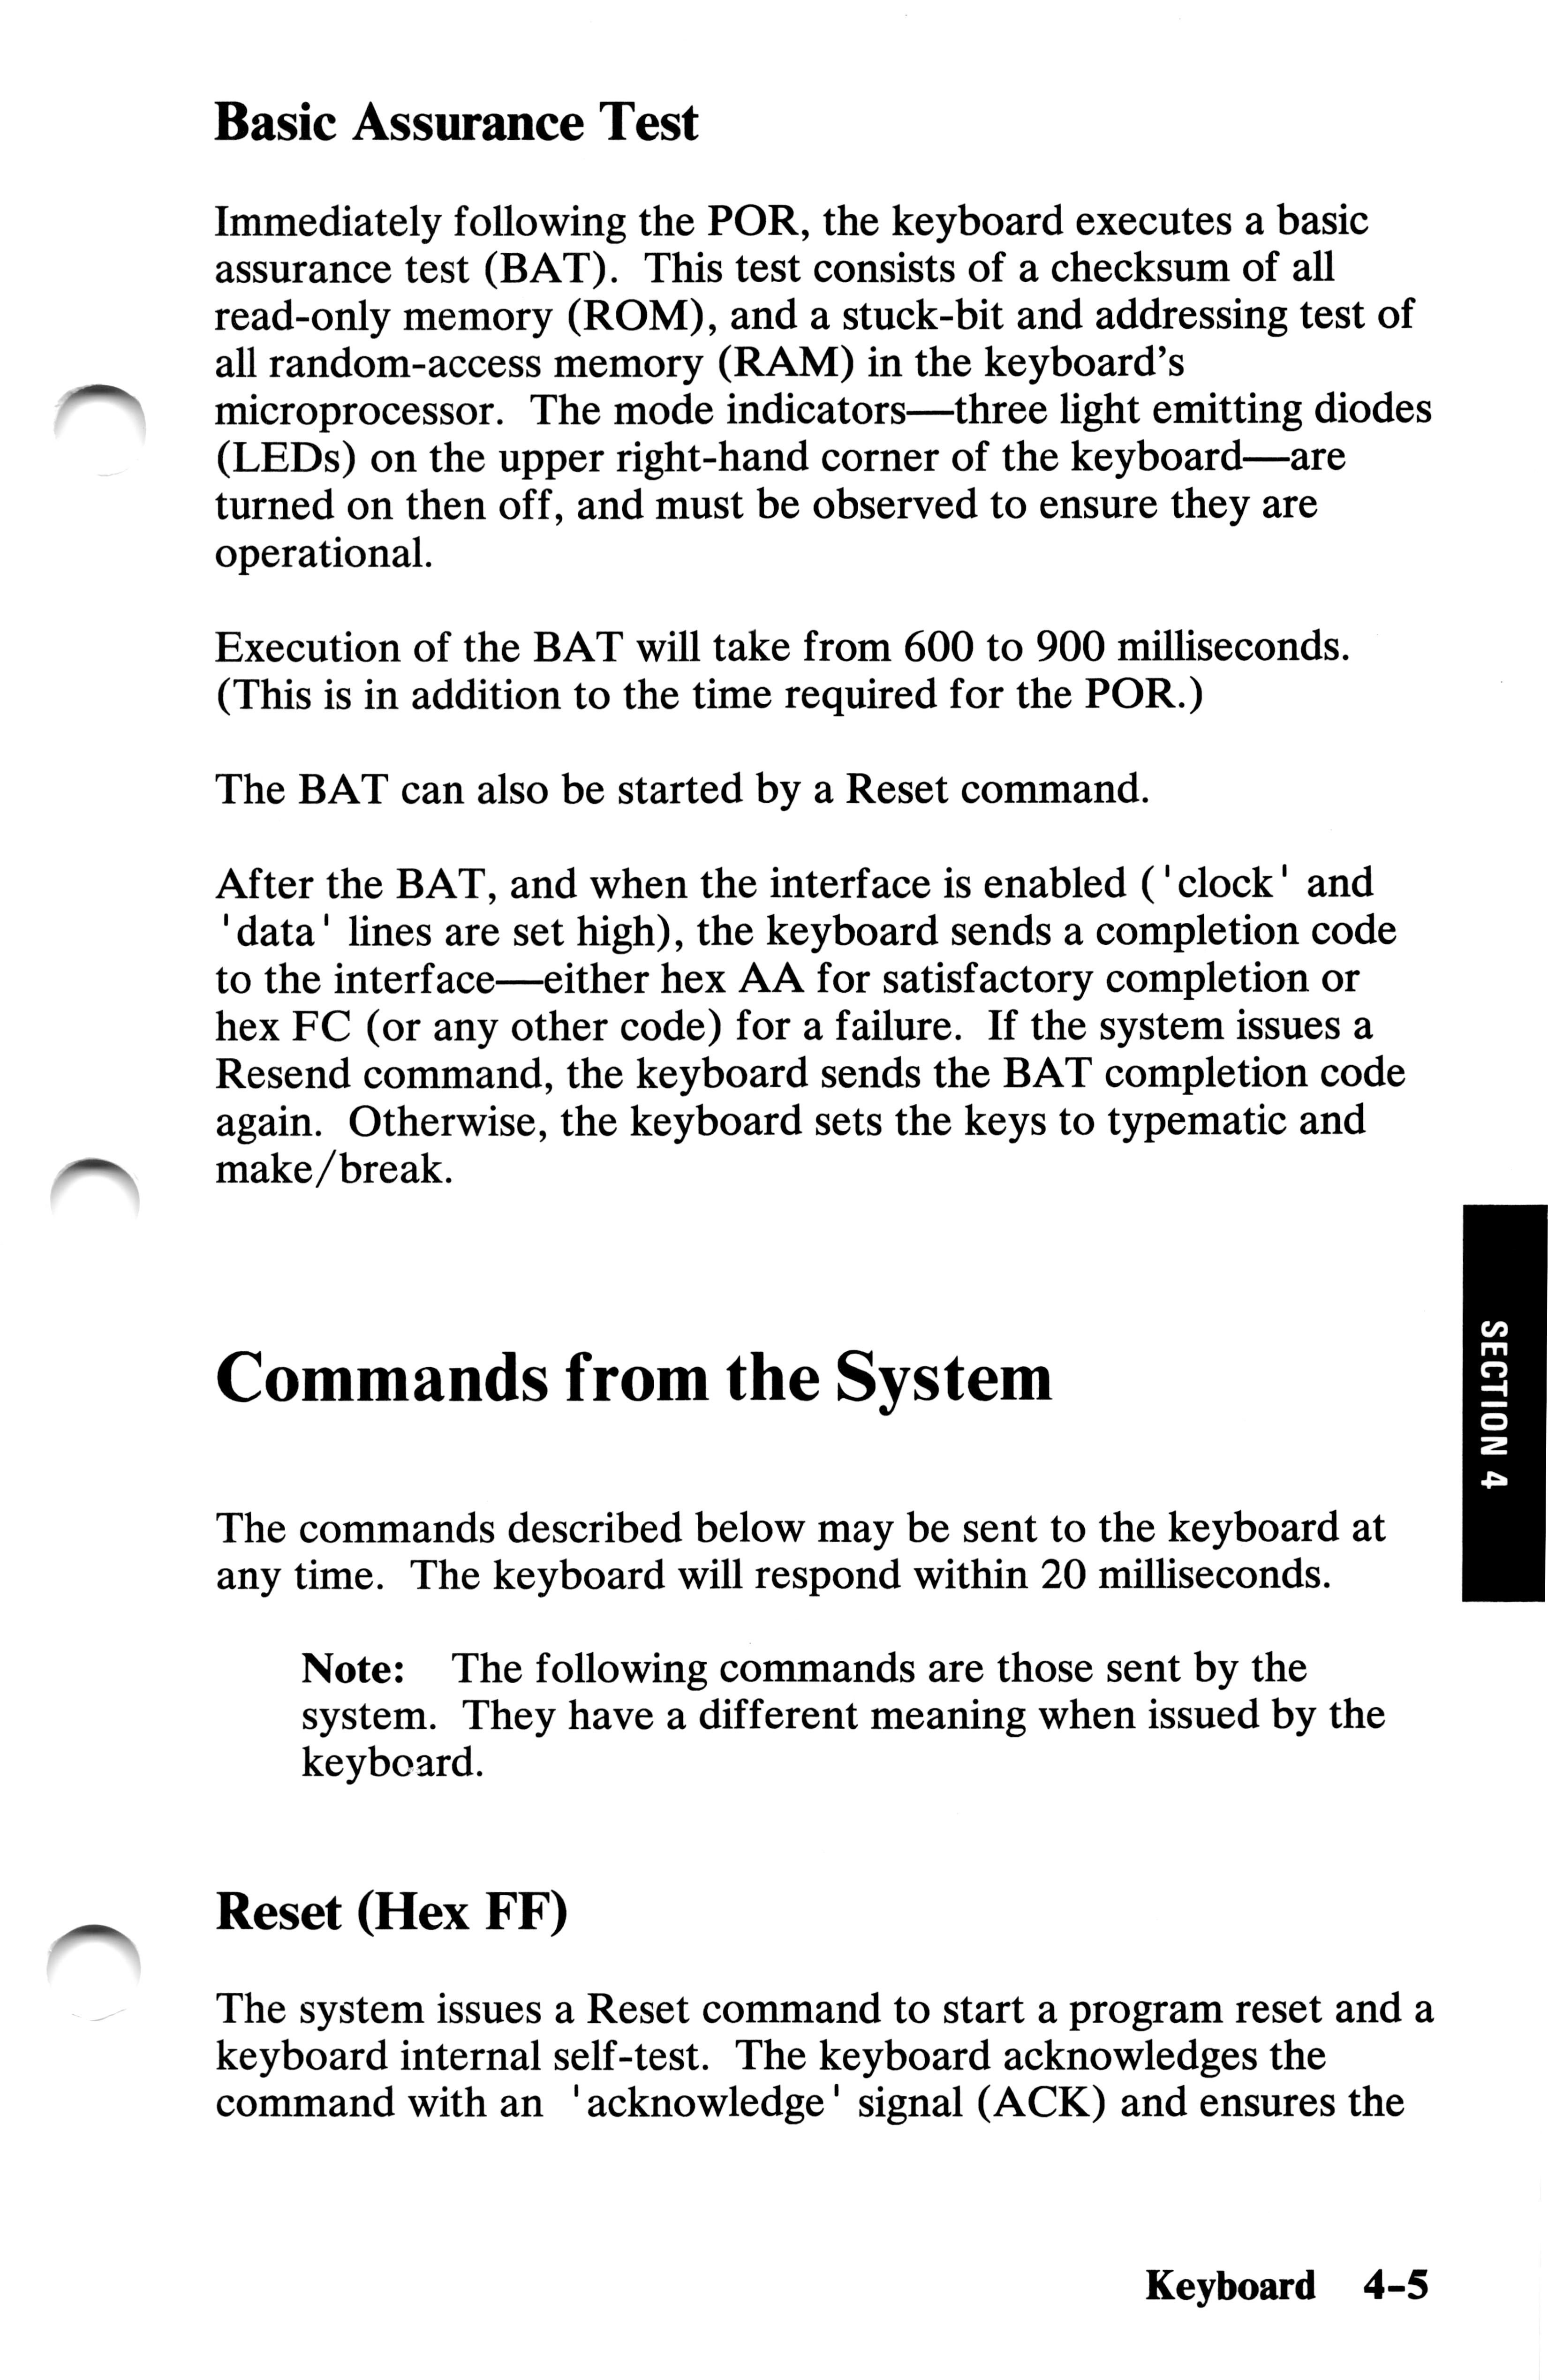 Basic Assurance Test
Immediately following the POR, the keyboard executes a basic
assurance test (BAT). This test consists of a checksum of all
read-only memory (ROM), and a stuck-bit and addressing test of
all random-access memory (RAM) in the keyboard's
microprocessor. The mode indicators—three light emitting diodes
(LEDs) on the upper right-hand corner of the keyboard—are
turned on then off, and must be observed to ensure they are
operational.
Execution of the BAT will take from 600 to 900 milliseconds.
(This is in addition to the time required for the POR.)
The BAT can also be started by a Reset command.
After the BAT, and when the interface is enabled ('clock' and
'data' lines are set high), the keyboard sends a completion code
to the interface—either hex AA for satisfactory completion or
hex FC (or any other code) for a failure. If the system issues a
Resend command, the keyboard sends the BAT completion code
again. Otherwise, the keyboard sets the keys to typematic and
make/break.
Commands from the System
The commands described below may be sent to the keyboard at
any time. The keyboard will respond within 20 milliseconds.
Note: The following commands are those sent by the
system. They have a different meaning when issued by the
keyboard.
Reset (Hex FF)
The system issues a Reset command to start a program reset and a
keyboard internal self-test. The keyboard acknowledges the
command with an 'acknowledge' signal (ACK) and ensures the
SECTION 4
Keyboard 4-5